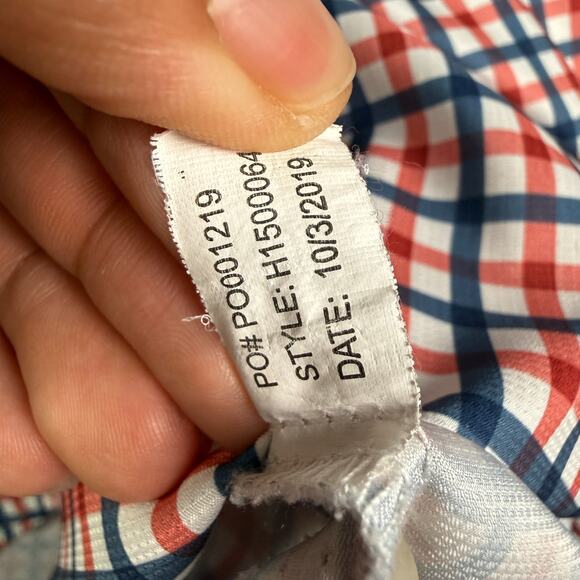 PO# PO001219
STYLE: H1500064
DATE: 10/3/2019